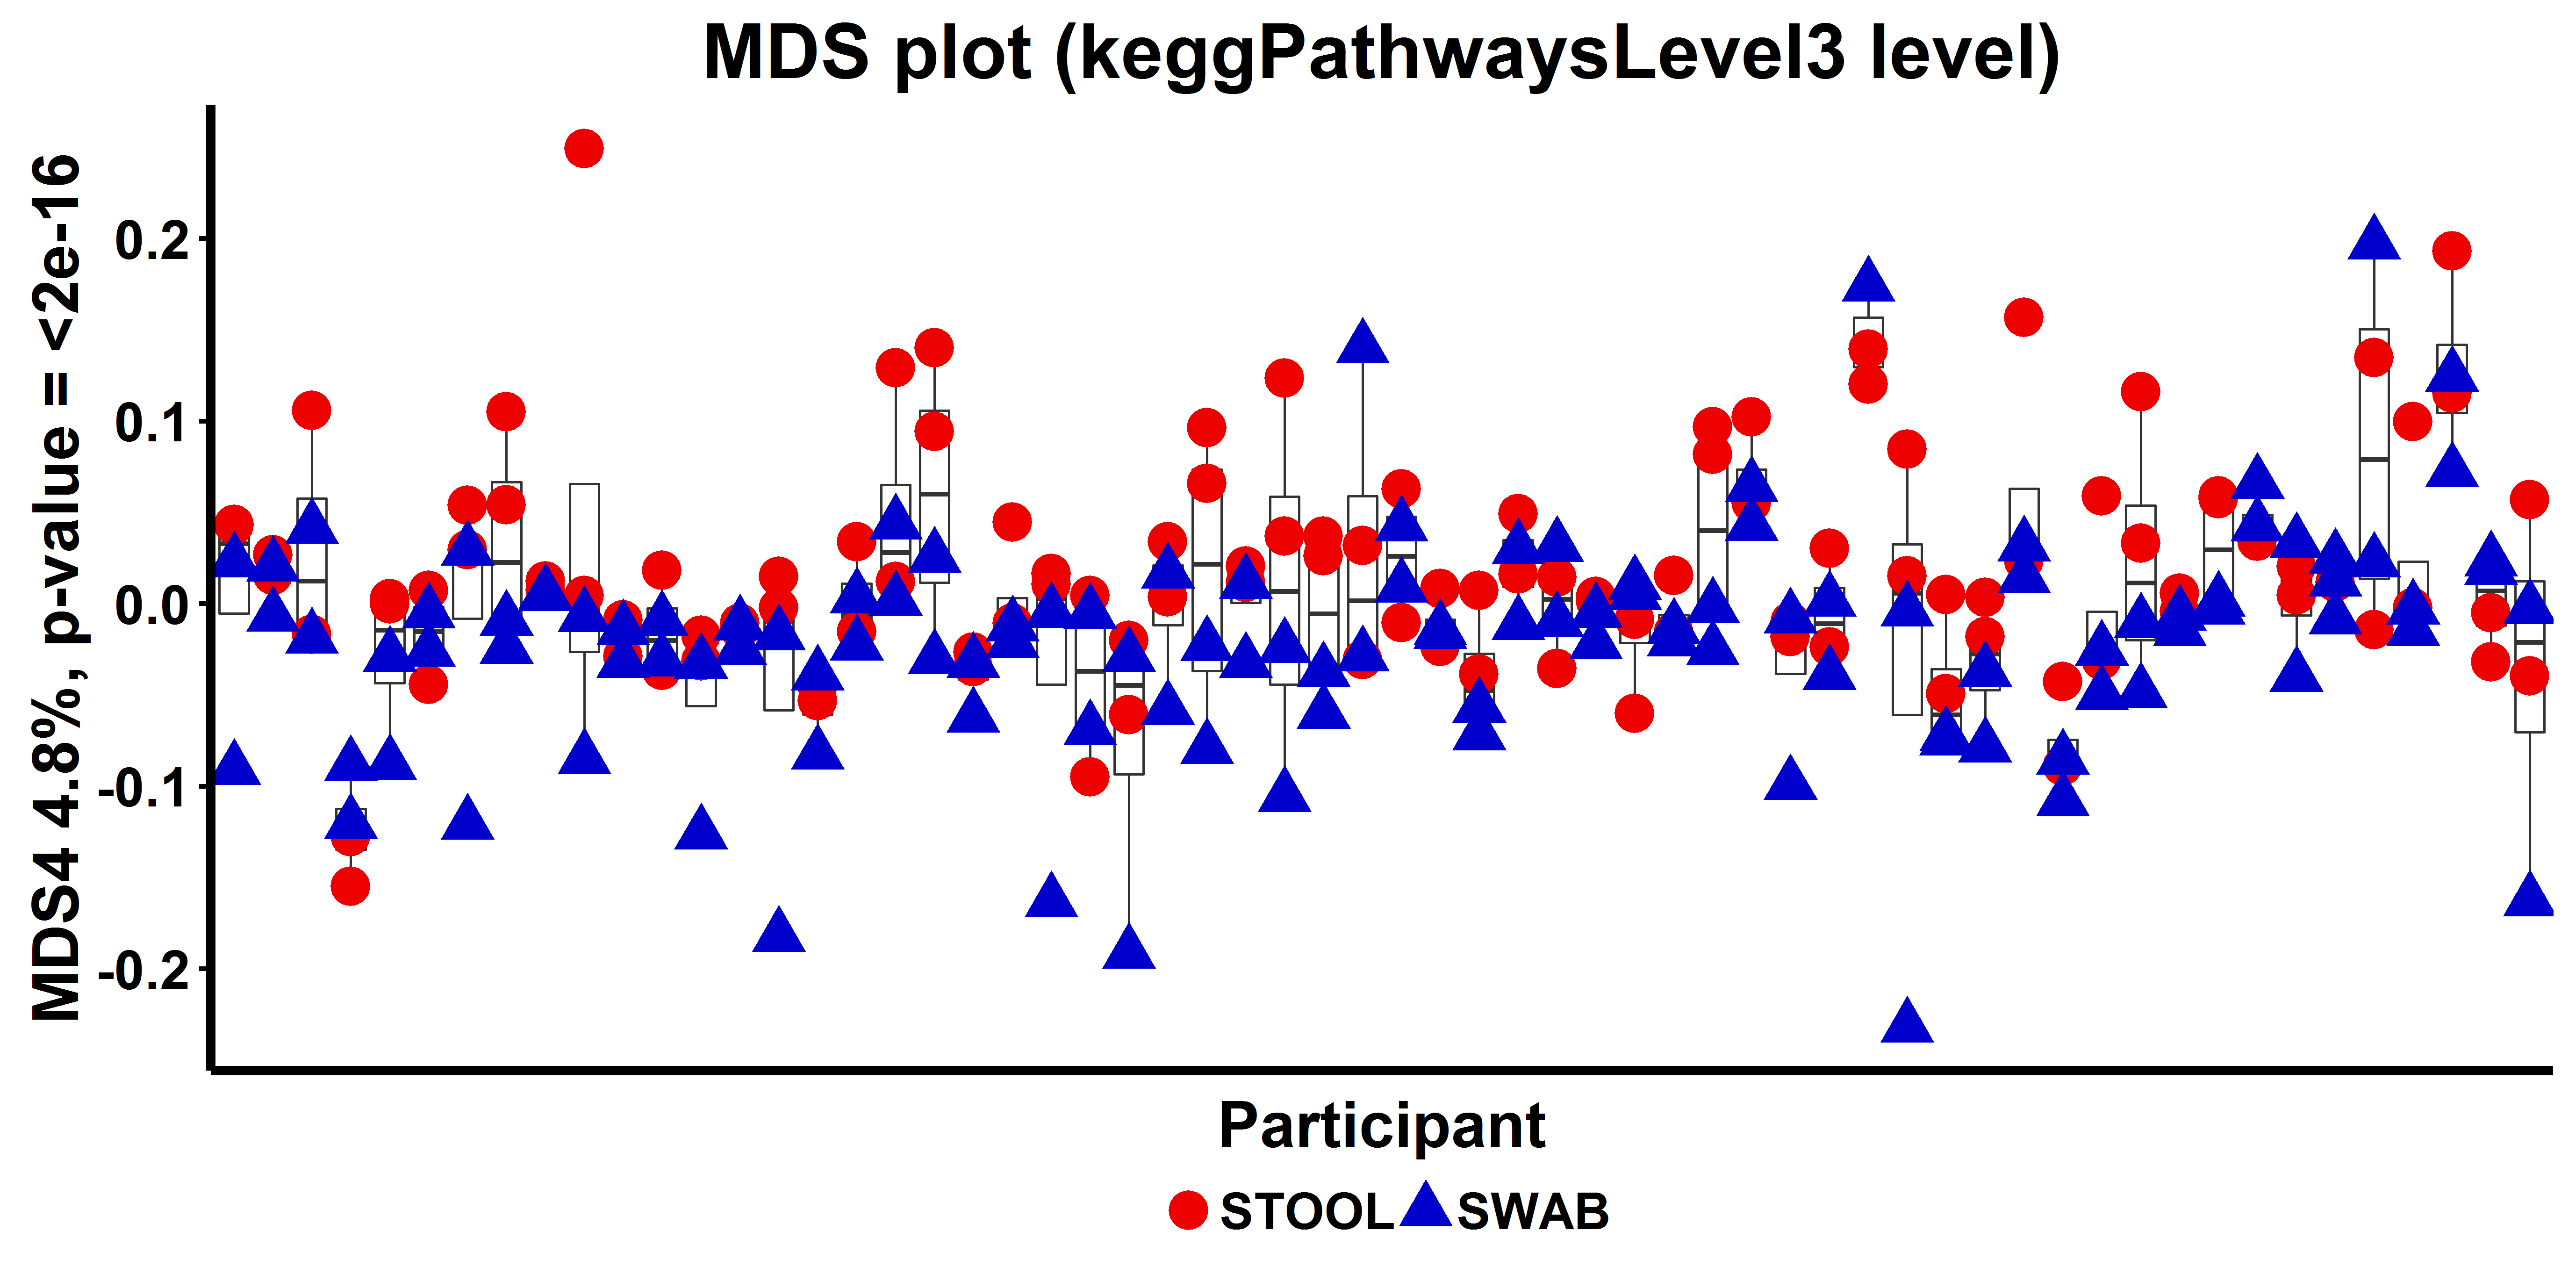 MDS plot (keggPathwaysLevel3 level)
MDS4 4.8%, p-value = <2e-16
0.2
0.1
0.0
-0.1
-0.2
Participant
STOOL SWAB